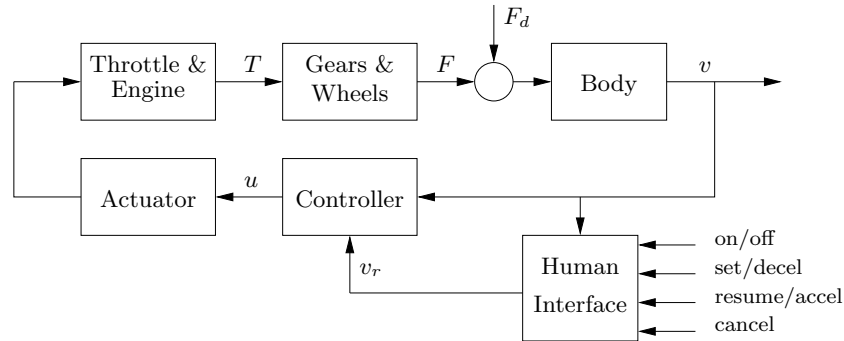 F_d
Throttle &
Engine
T
Gears &
Wheels
F
Body
v
Actuator
u
Controller
v_r
Human
Interface
on/off
set/decel
resume/accel
cancel